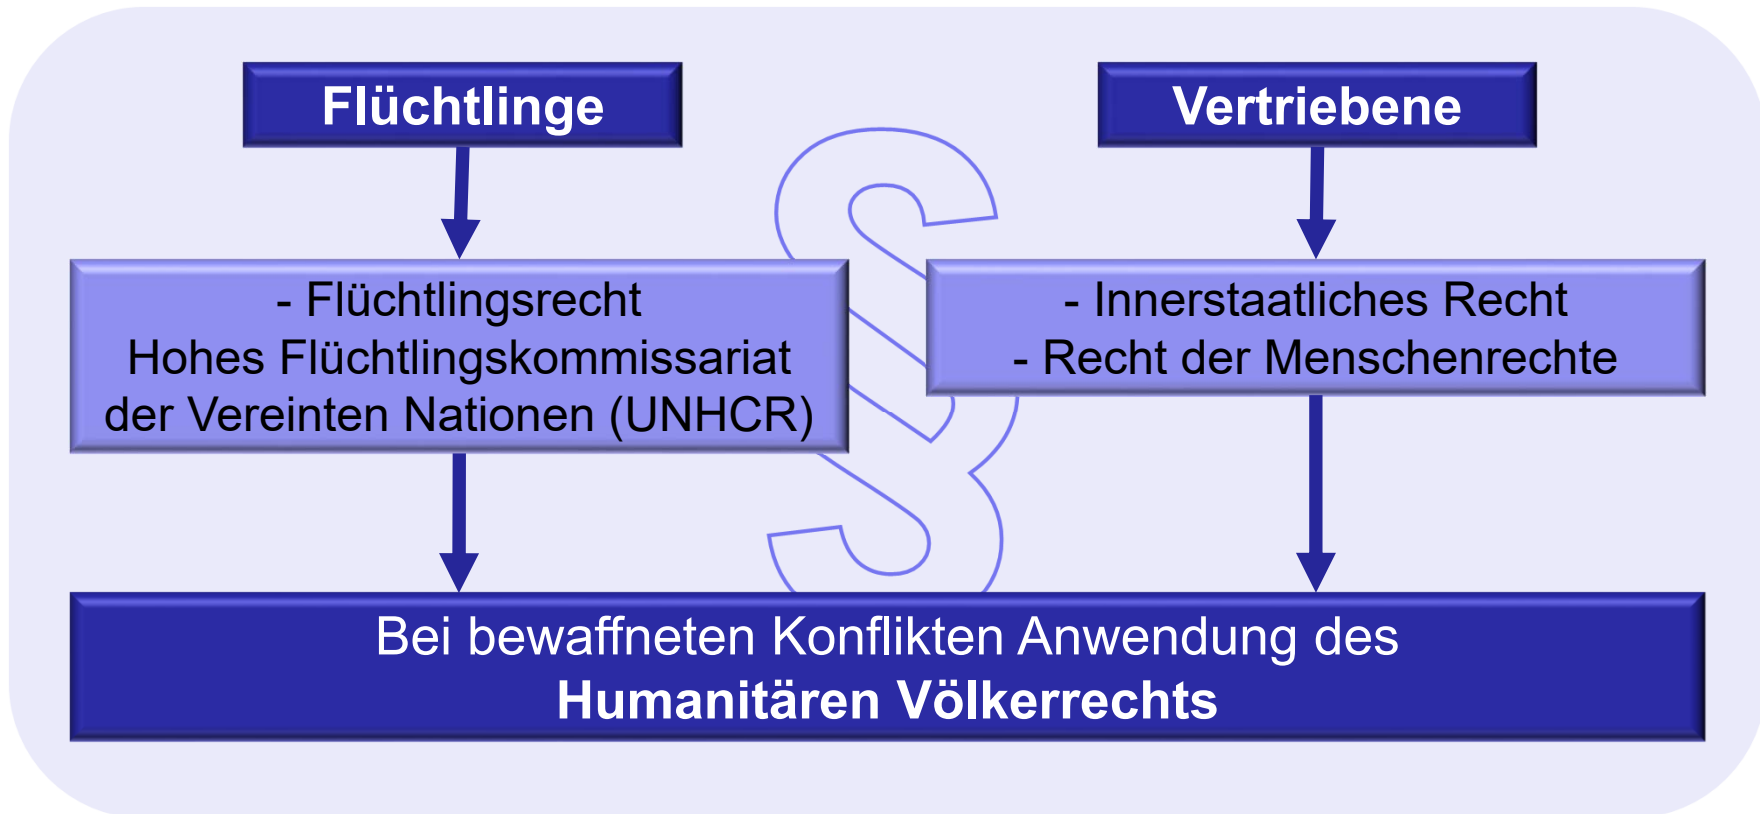 Flüchtlinge
- Flüchtlingsrecht
Hohes Flüchtlingskommissariat
der Vereinten Nationen (UNHCR)
Vertriebene
- Innerstaatliches Recht
- Recht der Menschenrechte
§
Bei bewaffneten Konflikten Anwendung des
Humanitären Völkerrechts